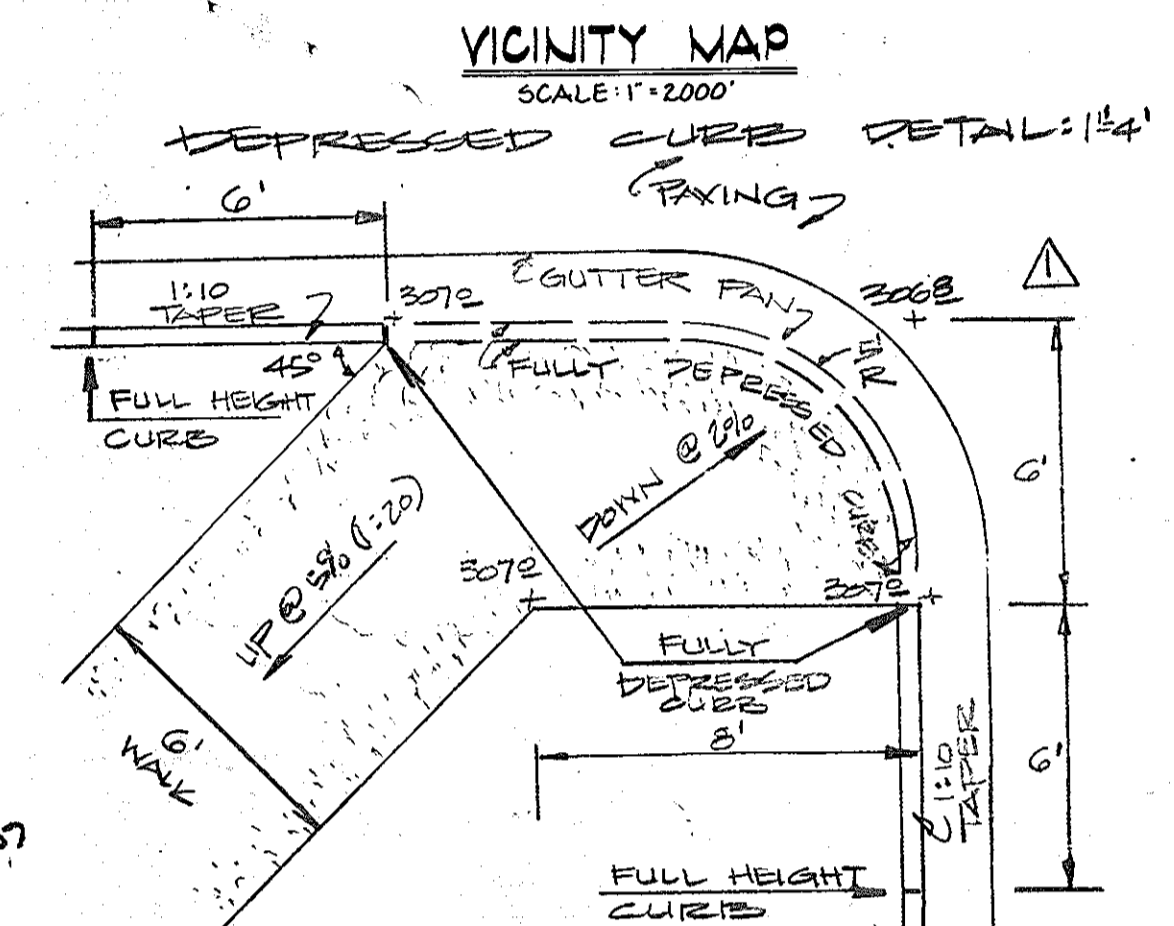 VICINITY MAP
SCALE: 1" = 2000'
DEPRESSED CURB DETAIL: 1"=4'
PAVING
6'
1:10
TAPER
307⁰
GUTTER PAN
306⁸
1
45°
FULLY DEPRESSED CURB
5'R
FULL HEIGHT
CURB
DOWN @ 2%
6'
UP @ 5% (1:20)
307⁰
307⁰
FULLY
DEPRESSED
CURB
8'
6'
WALK
1:10
TAPER
6'
FULL HEIGHT
CURB